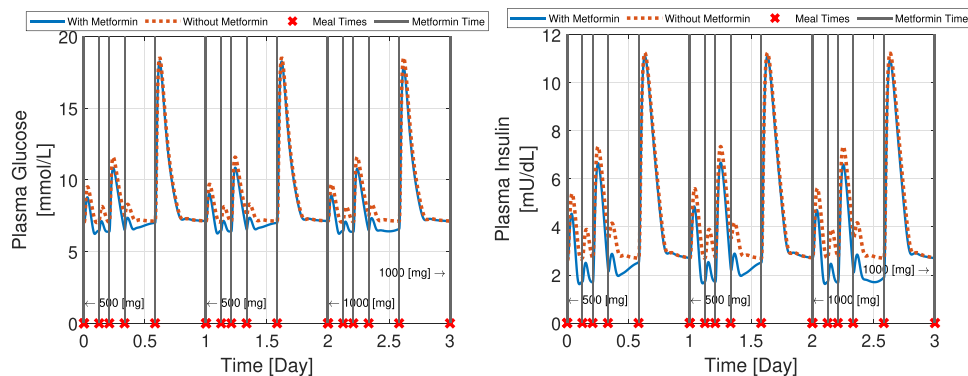 With Metformin Without Metformin Meal Times Metformin Time
20
15
10
5
0
Plasma Glucose
[mmol/L]
1000 [mg] →
← 500 [mg] ← 500 [mg] ← 1000 [mg]
0 0.5 1 1.5 2 2.5 3
Time [Day]
With Metformin Without Metformin Meal Times Metformin Time
12
10
8
6
4
2
0
Plasma Insulin
[mU/dL]
1000 [mg] →
← 500 [mg] ← 500 [mg] ← 1000 [mg]
0 0.5 1 1.5 2 2.5 3
Time [Day]